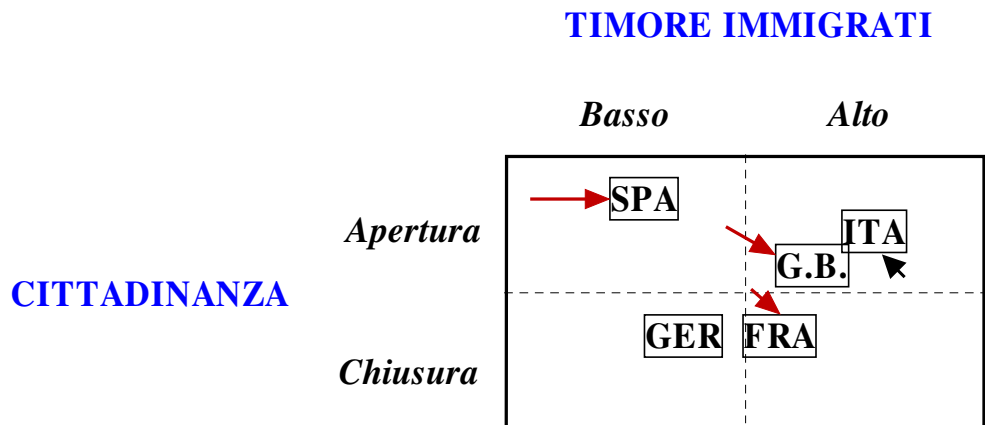 TIMORE IMMIGRATI
Basso Alto
SPA
Apertura
ITA
G.B.
CITTADINANZA
GER FRA
Chiusura